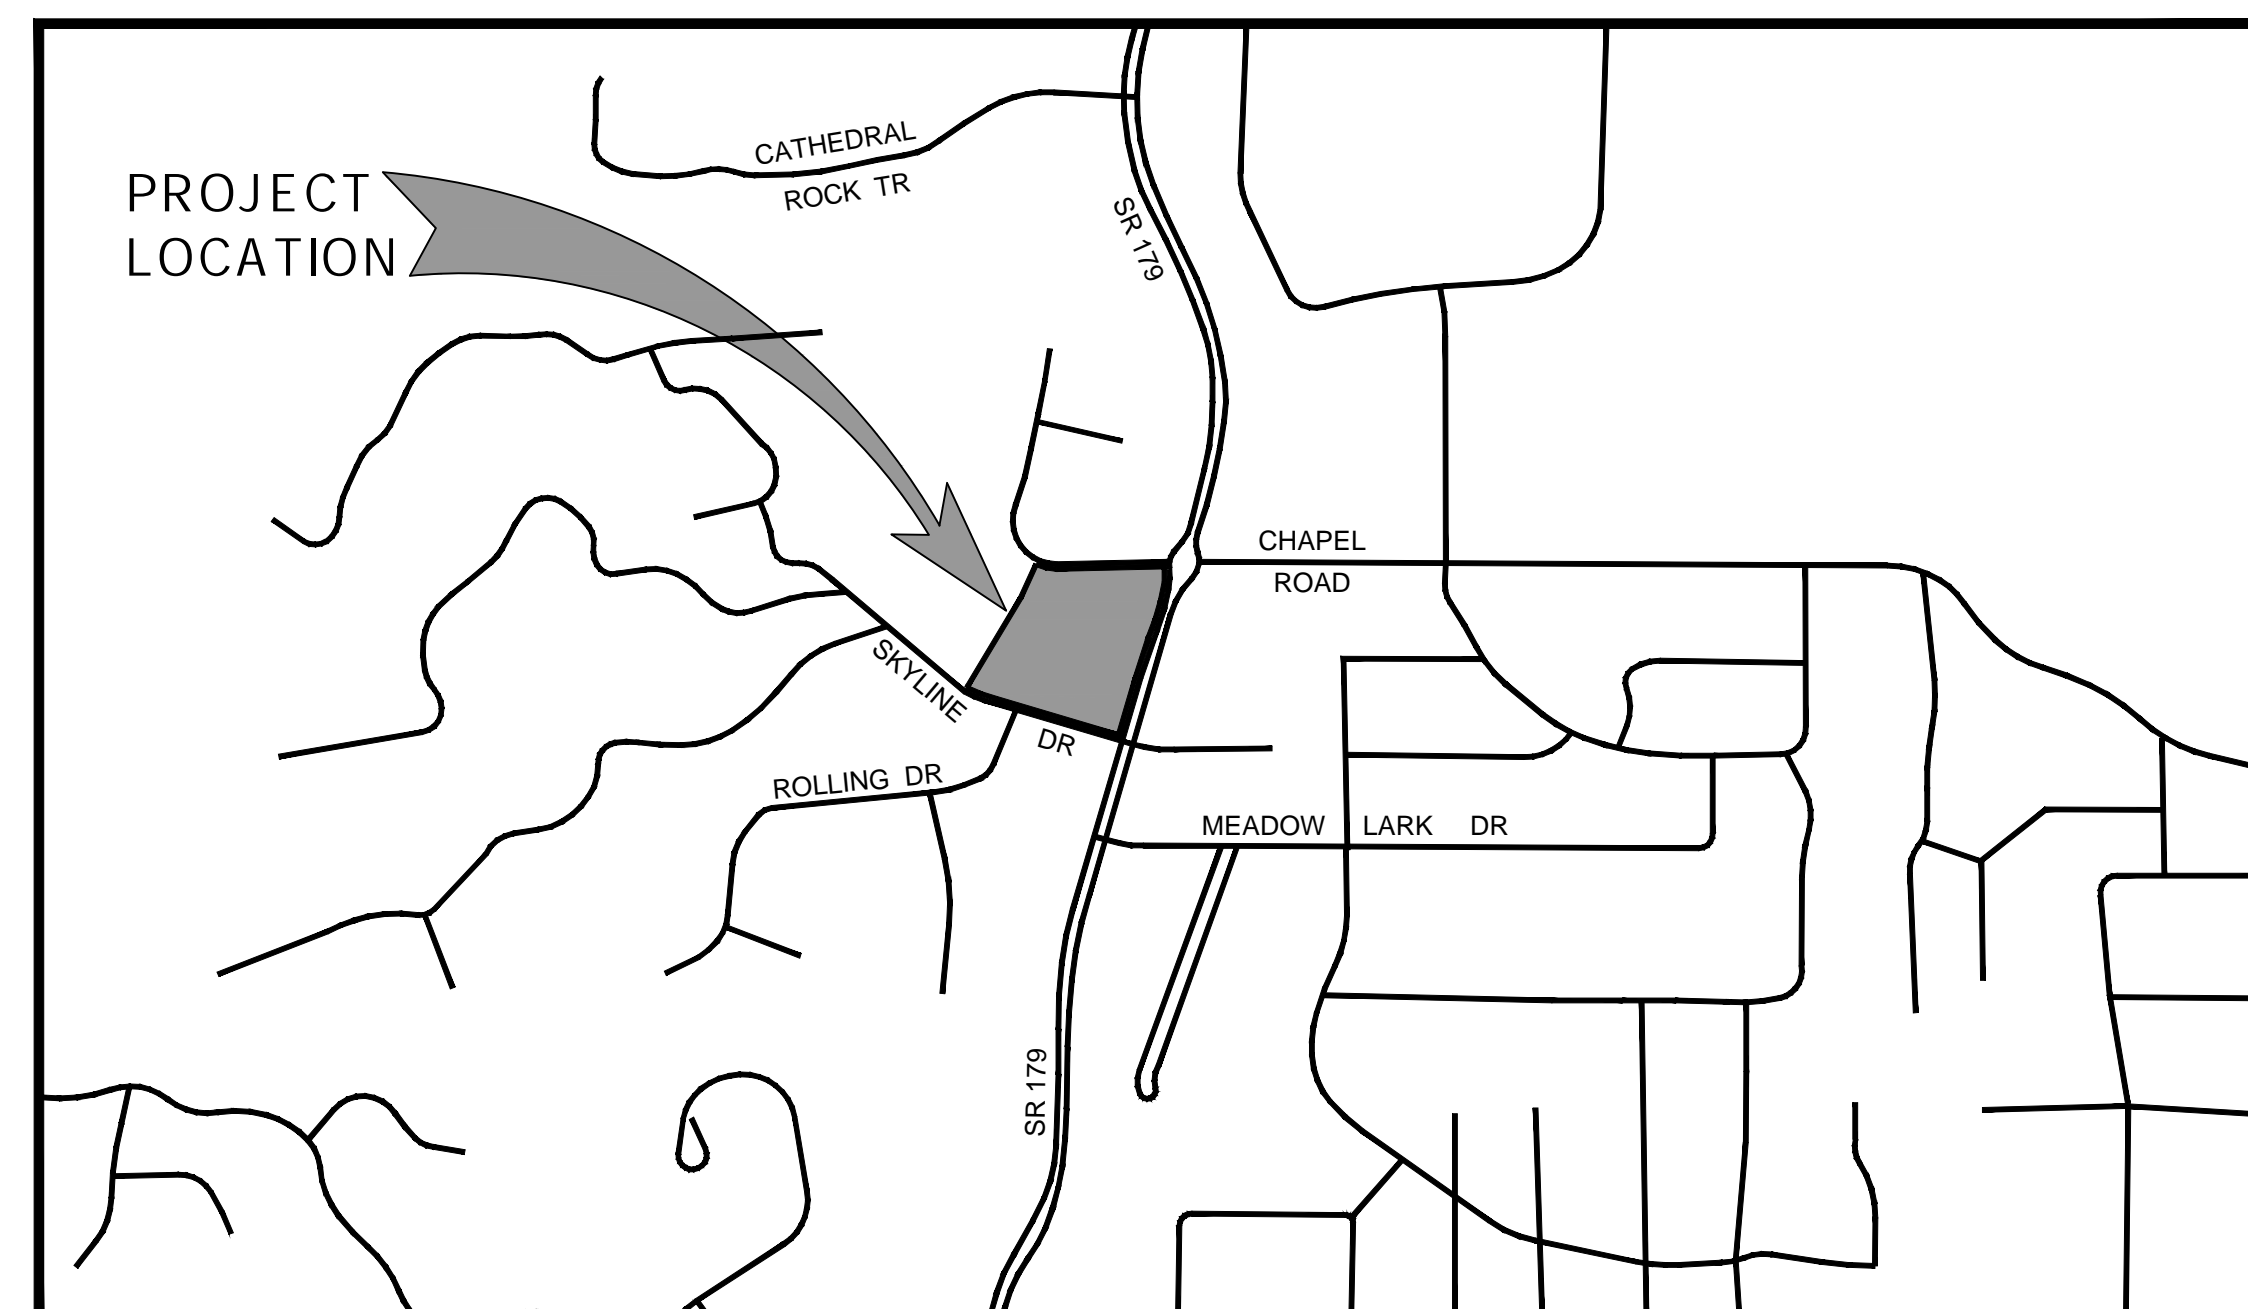 CATHEDRAL
ROCK TR
PROJECT
LOCATION
SR 179
CHAPEL
ROAD
SKYLINE
DR
ROLLING DR
MEADOW LARK DR
SR 179